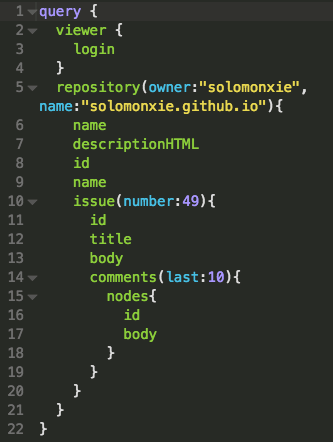 1 query {
2   viewer {
3     login
4   }
5   repository(owner:"solomonxie",
name:"solomonxie.github.io"){
6     name
7     descriptionHTML
8     id
9     name
10     issue(number:49){
11       id
12       title
13       body
14       comments(last:10){
15         nodes{
16           id
17           body
18         }
19       }
20     }
21   }
22 }